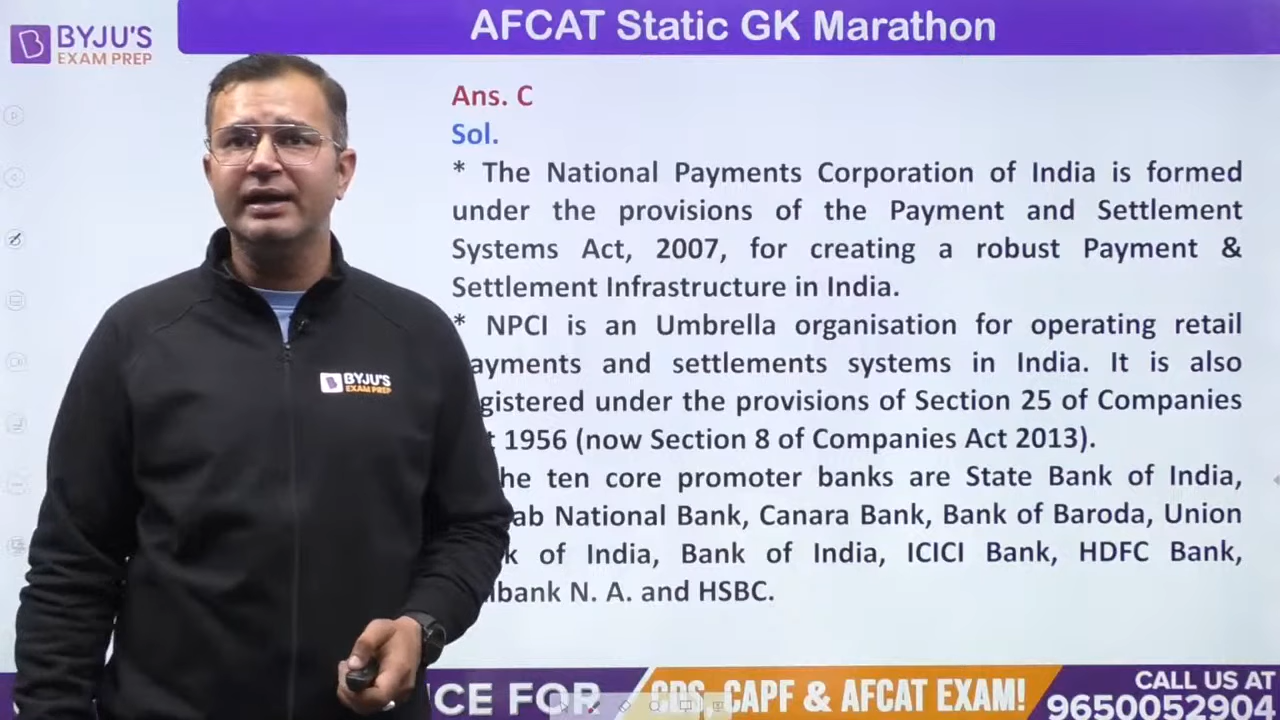 AFCAT Static GK Marathon
BYJU'S
EXAM PREP
Ans. C
Sol.
* The National Payments Corporation of India is formed
under the provisions of the Payment and Settlement
Systems Act, 2007, for creating a robust Payment &
Settlement Infrastructure in India.
* NPCI is an Umbrella organisation for operating retail
ayments and settlements systems in India. It is also
gistered under the provisions of Section 25 of Companies
1956 (now Section 8 of Companies Act 2013).
he ten core promoter banks are State Bank of India,
ab National Bank, Canara Bank, Bank of Baroda, Union
k of India, Bank of India, ICICI Bank, HDFC Bank,
ibank N. A. and HSBC.
BYJU'S
EXAM PREP
CE FOR
CDS, CAPF & AFCAT EXAM!
CALL US AT
9650052904